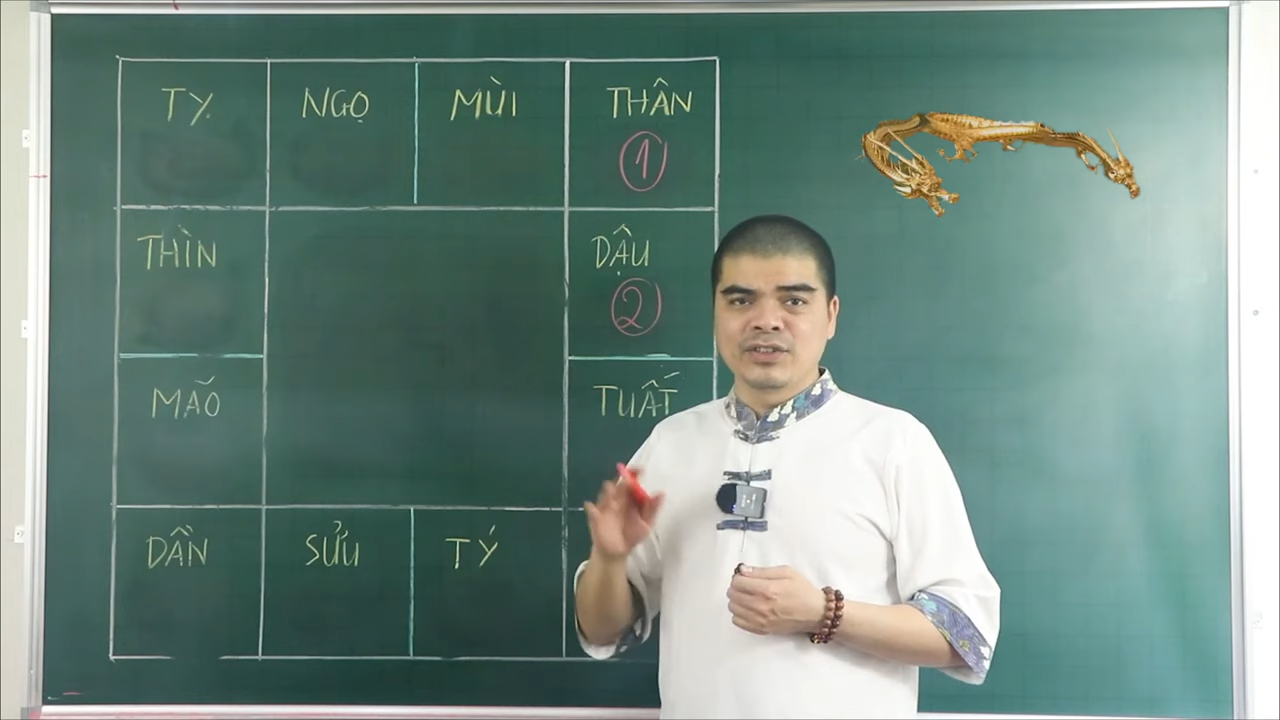 TỴ
NGỌ
MÙI
THÂN
1
THÌN
DẬU
2
MÃO
TUẤT
DẦN
SỬU
TÝ